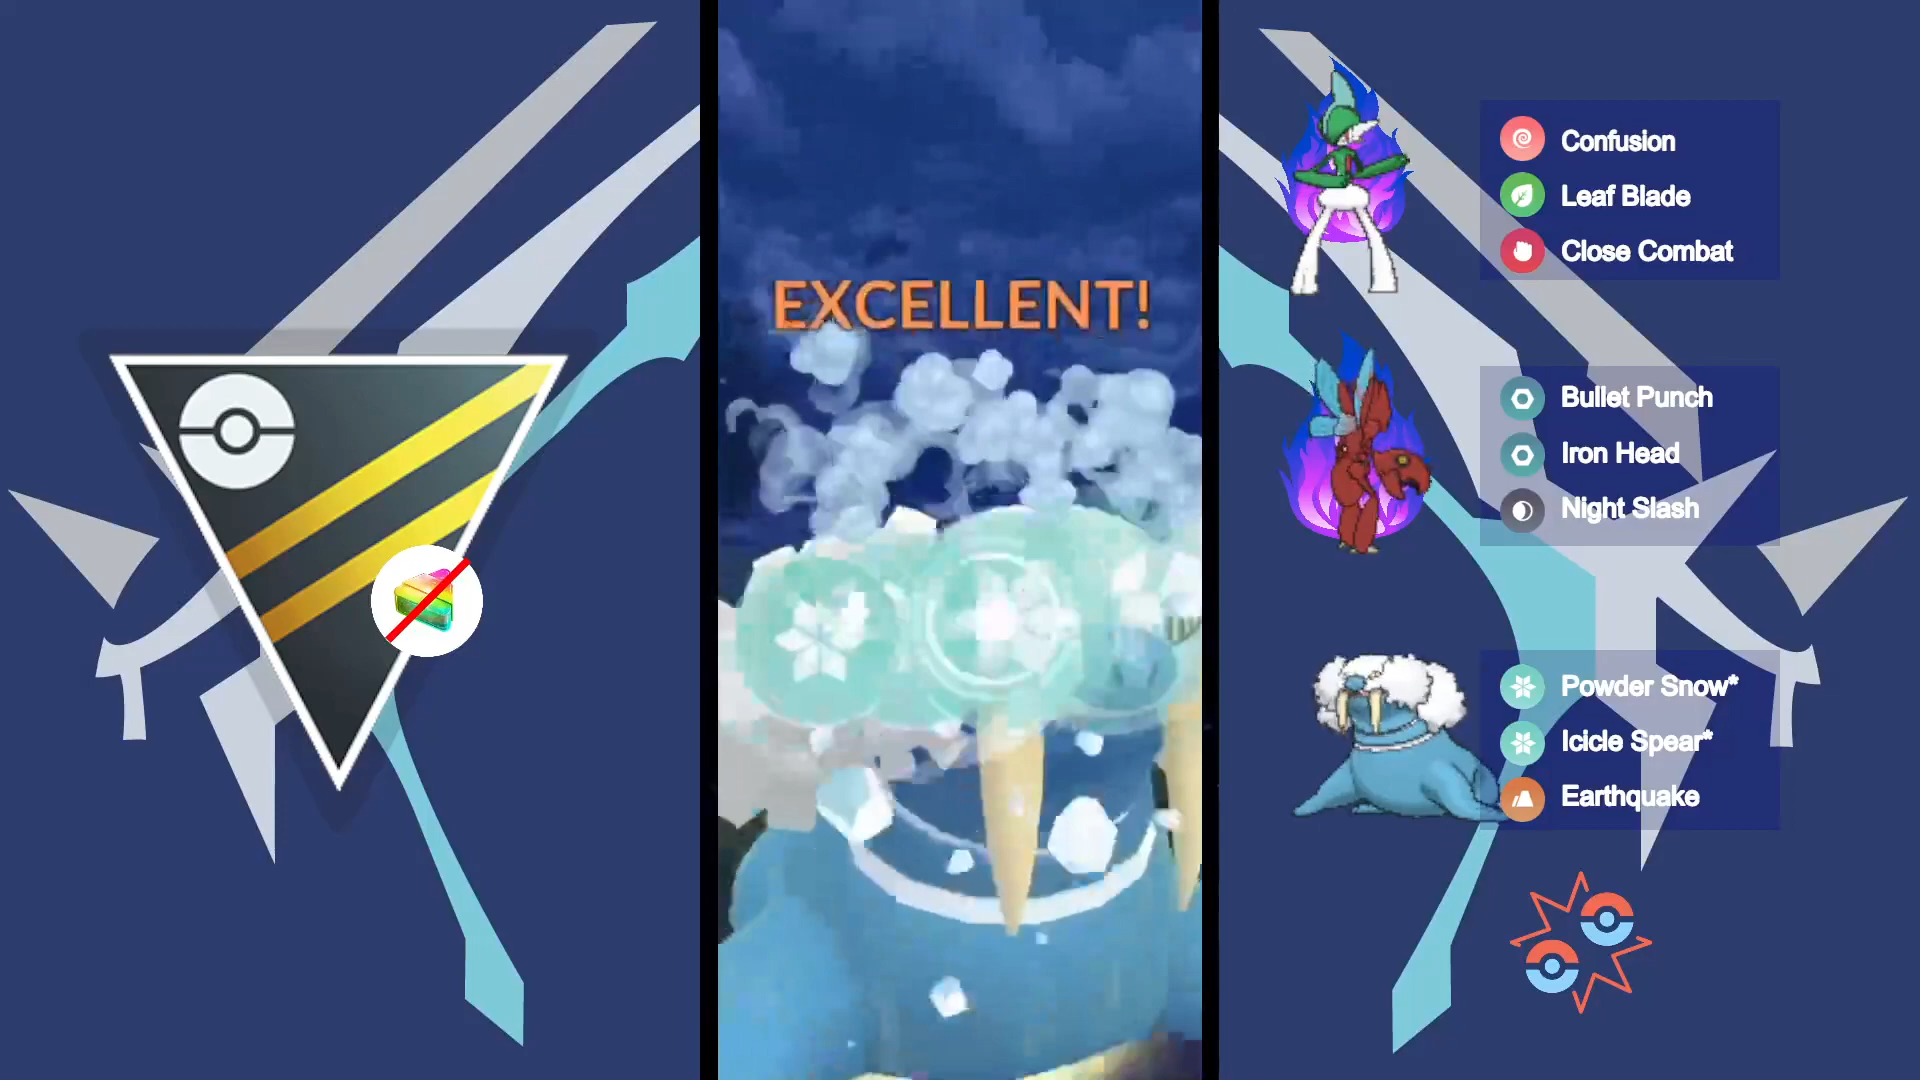 EXCELLENT!
Confusion
Leaf Blade
Close Combat
Bullet Punch
Iron Head
Night Slash
Powder Snow*
Icicle Spear*
Earthquake